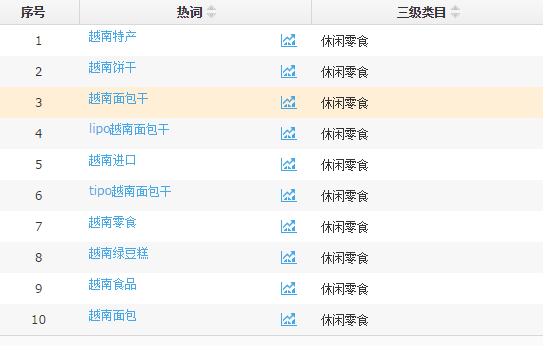 序号 热词 三级类目
1 越南特产 休闲零食
2 越南饼干 休闲零食
3 越南面包干 休闲零食
4 lipo越南面包干 休闲零食
5 越南进口 休闲零食
6 tipo越南面包干 休闲零食
7 越南零食 休闲零食
8 越南绿豆糕 休闲零食
9 越南食品 休闲零食
10 越南面包 休闲零食